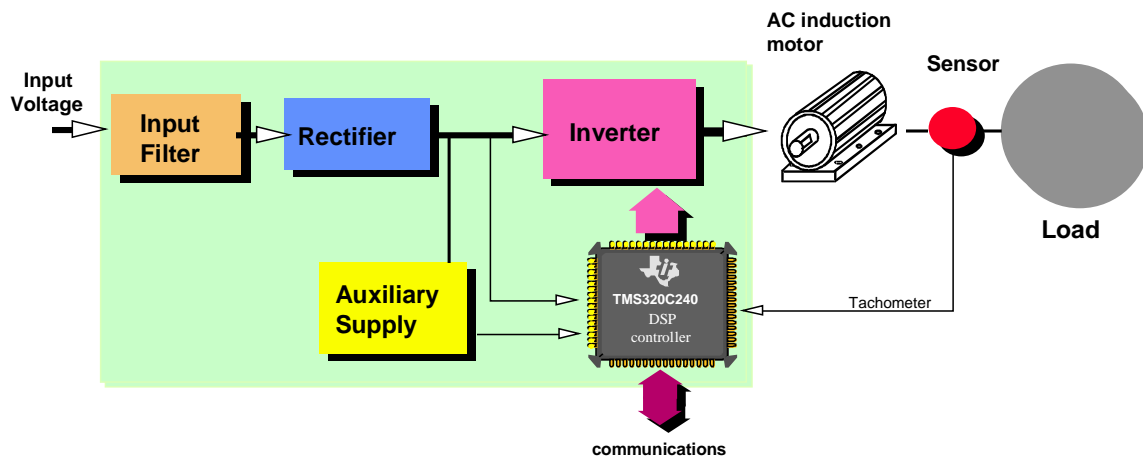 AC induction
motor
Sensor
Input
Voltage
Input
Filter
Rectifier
Inverter
Load
Auxiliary
Supply
TMS320C240
DSP
controller
Tachometer
communications